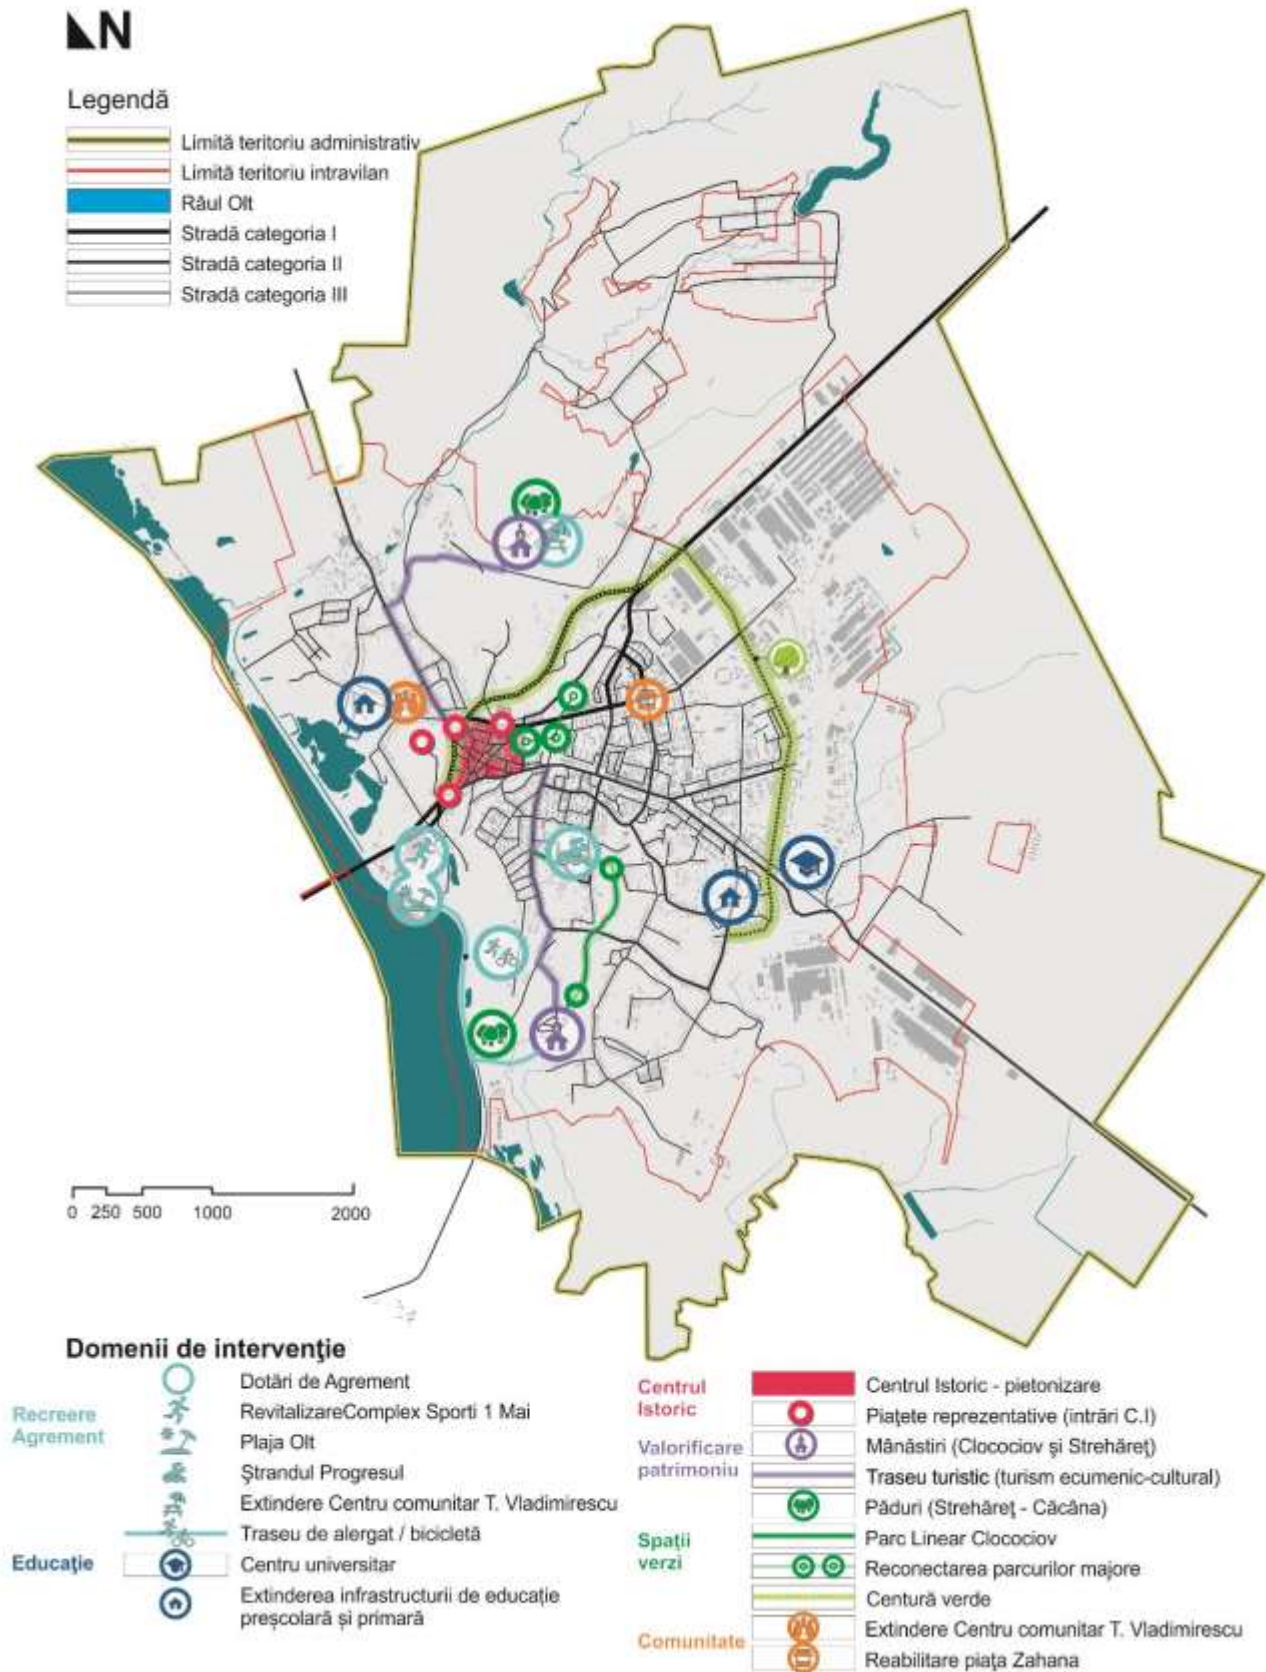 N
Legendă
Limită teritoriu administrativ
Limită teritoriu intravilan
Râul Olt
Stradă categoria I
Stradă categoria II
Stradă categoria III
0 250 500 1000 2000
Domenii de intervenţie
Recreere
Agrement
Dotări de Agrement
RevitalizareComplex Sporti 1 Mai
Plaja Olt
Ştrandul Progresul
Extindere Centru comunitar T. Vladimirescu
Traseu de alergat / bicicletă
Educaţie
Centru universitar
Extinderea infrastructurii de educație
preșcolară și primară
Centrul
Istoric
Centrul Istoric - pietonizare
Piaţete reprezentative (intrări C.I)
Valorificare
patrimoniu
Mănăstiri (Clocociov şi Strehăreţ)
Traseu turistic (turism ecumenic-cultural)
Spaţii
verzi
Păduri (Strehăreţ - Căcâna)
Parc Linear Clocociov
Reconectarea parcurilor majore
Centură verde
Comunitate
Extindere Centru comunitar T. Vladimirescu
Reabilitare piaţa Zahana